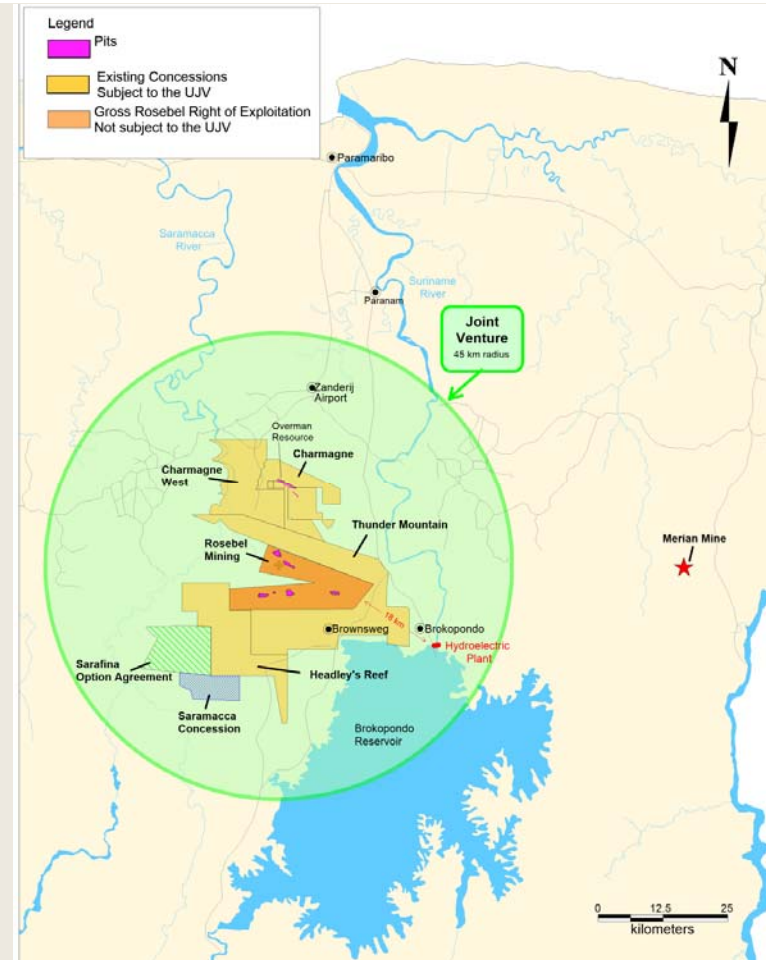 Legend
Pits
Existing Concessions
Subject to the UJV
Gross Rosebel Right of Exploitation
Not subject to the UJV
N
Paramaribo
Saramacca
River
Suriname
River
Paranam
Joint
Venture
45 km radius
Zanderij
Airport
Overman
Resource
Charmagne
Charmagne
West
Thunder Mountain
Rosebel
Mining
Merian Mine
18 km
Brownsweg
Brokopondo
Hydroelectric
Plant
Sarafina
Option Agreement
Headley's Reef
Saramacca
Concession
Brokopondo
Reservoir
0 12.5 25
kilometers